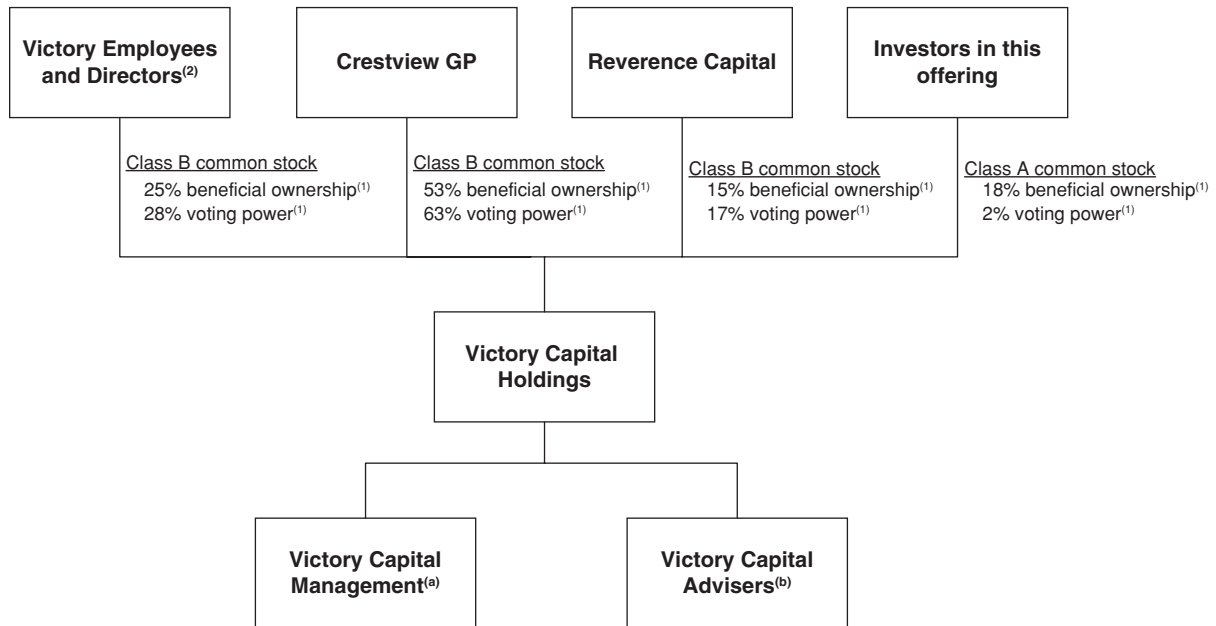 Victory Employees
and Directors(2)
Crestview GP
Reverence Capital
Investors in this
offering
Class B common stock
25% beneficial ownership(1)
28% voting power(1)
Class B common stock
53% beneficial ownership(1)
63% voting power(1)
Class B common stock
15% beneficial ownership(1)
17% voting power(1)
Class A common stock
18% beneficial ownership(1)
2% voting power(1)
Victory Capital
Holdings
Victory Capital
Management(a)
Victory Capital
Advisers(b)